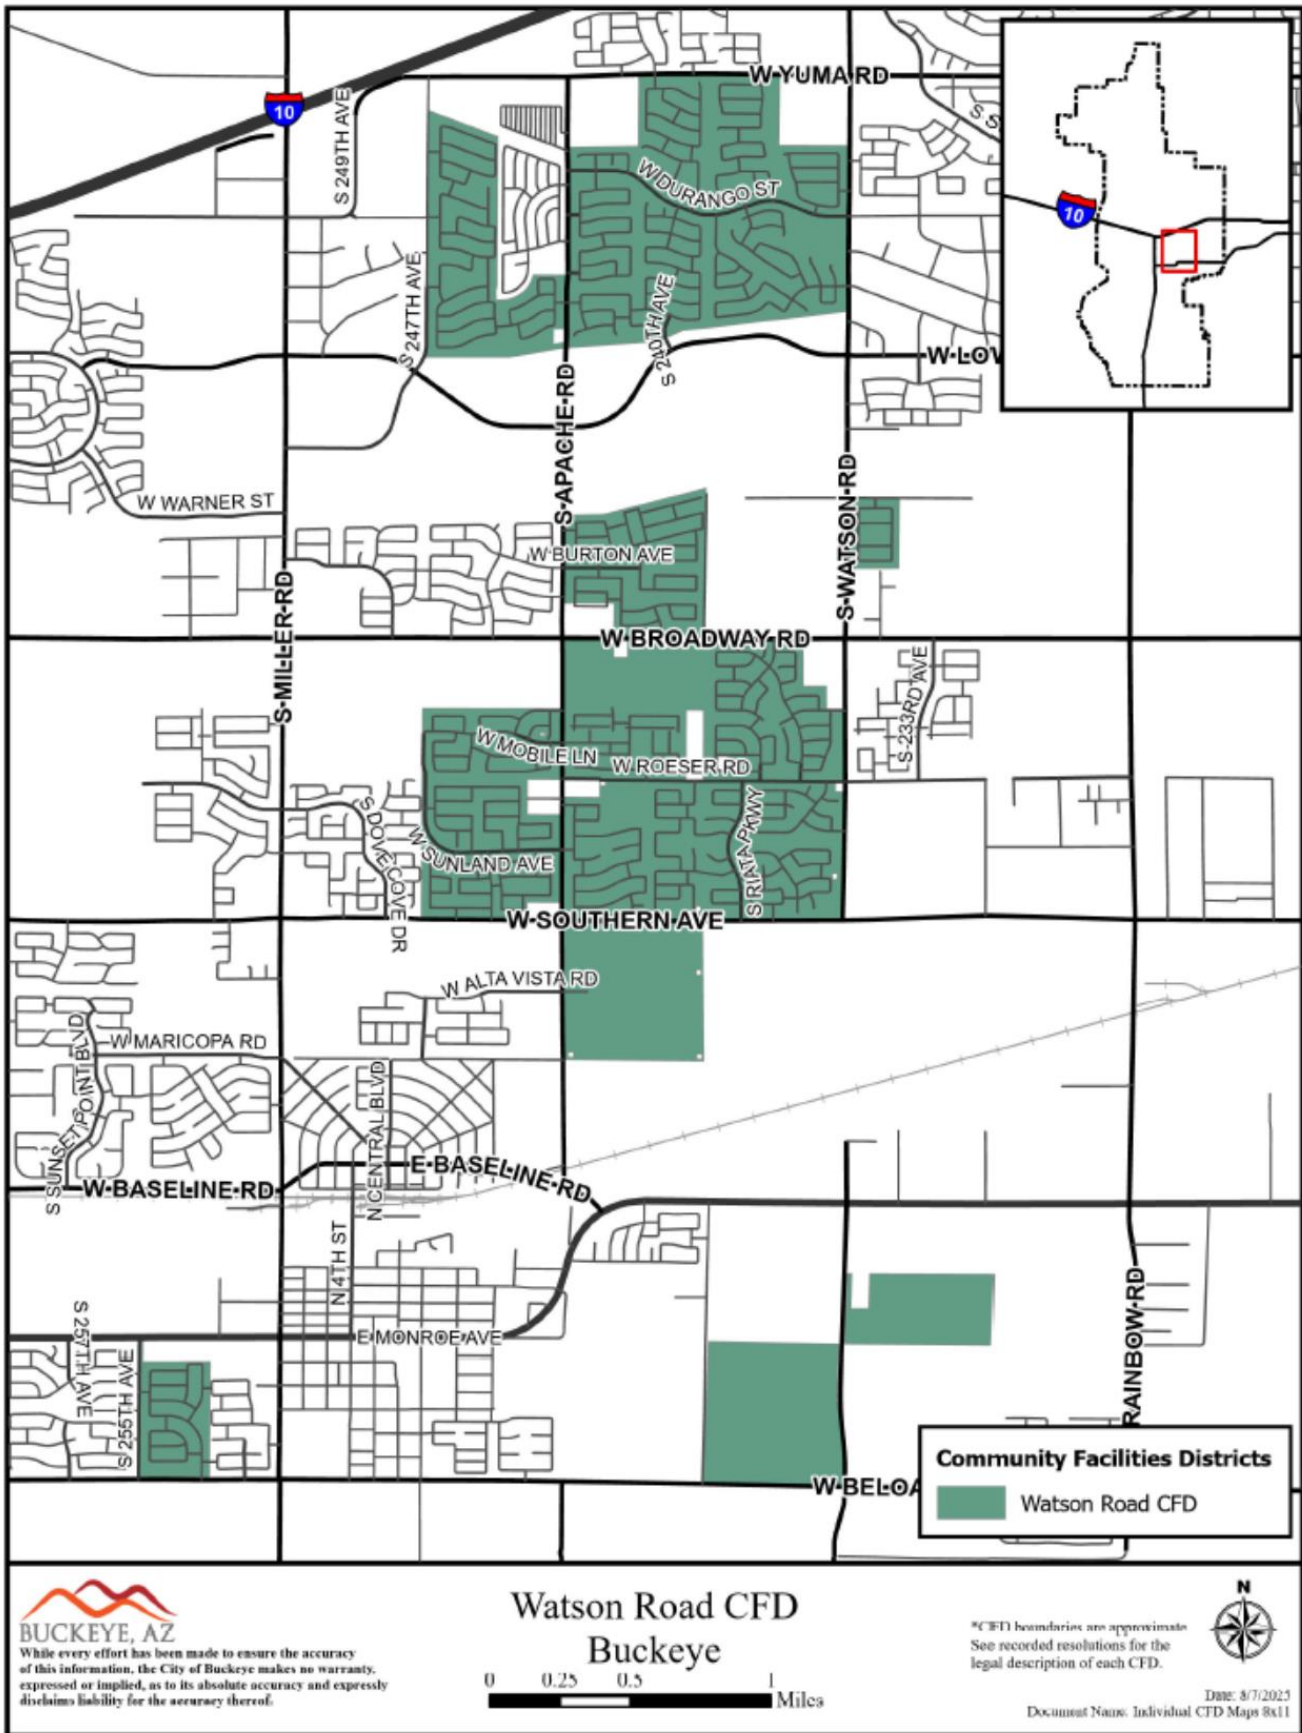 W YUMA RD
10
S 249TH AVE
W DURANGO ST
S S
10
S 247TH AVE
S 240TH AVE
W LOW
S APACHE RD
S WATSON RD
W WARNER ST
W BURTON AVE
S MILLER RD
W BROADWAY RD
S 233RD AVE
W MOBILE LN
W ROESER RD
S DOVE COVE DR
W SUNLAND AVE
S RIATA PKWY
W SOUTHERN AVE
W ALTA VISTA RD
S SUNSET POINT BLVD
W MARICOPA RD
N CENTRAL BLVD
E BASELINE RD
W BASELINE RD
N 4TH ST
S 257TH AVE
E MONROE AVE
S 255TH AVE
RAINBOW RD
Community Facilities Districts
Watson Road CFD
W BELOA
BUCKEYE, AZ
While every effort has been made to ensure the accuracy
of this information, the City of Buckeye makes no warranty,
expressed or implied, as to its absolute accuracy and expressly
disclaims liability for the accuracy thereof.
Watson Road CFD
Buckeye
0 0.25 0.5 1
Miles
N
*CFD boundaries are approximate
See recorded resolutions for the
legal description of each CFD.
Date: 8/7/2025
Document Name: Individual CFD Maps 8x11